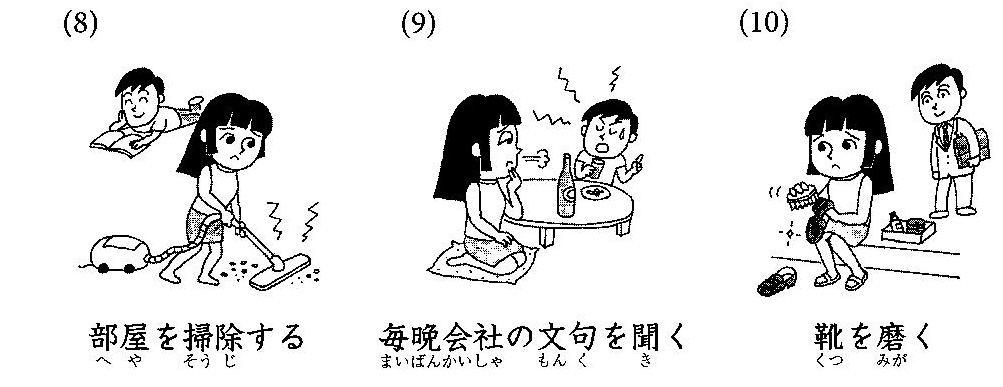 (8) (9) (10)
部屋を掃除する 毎晩会社の文句を聞く 靴を磨く
へや そうじ まいばんかいしゃ もんく き くつ みが